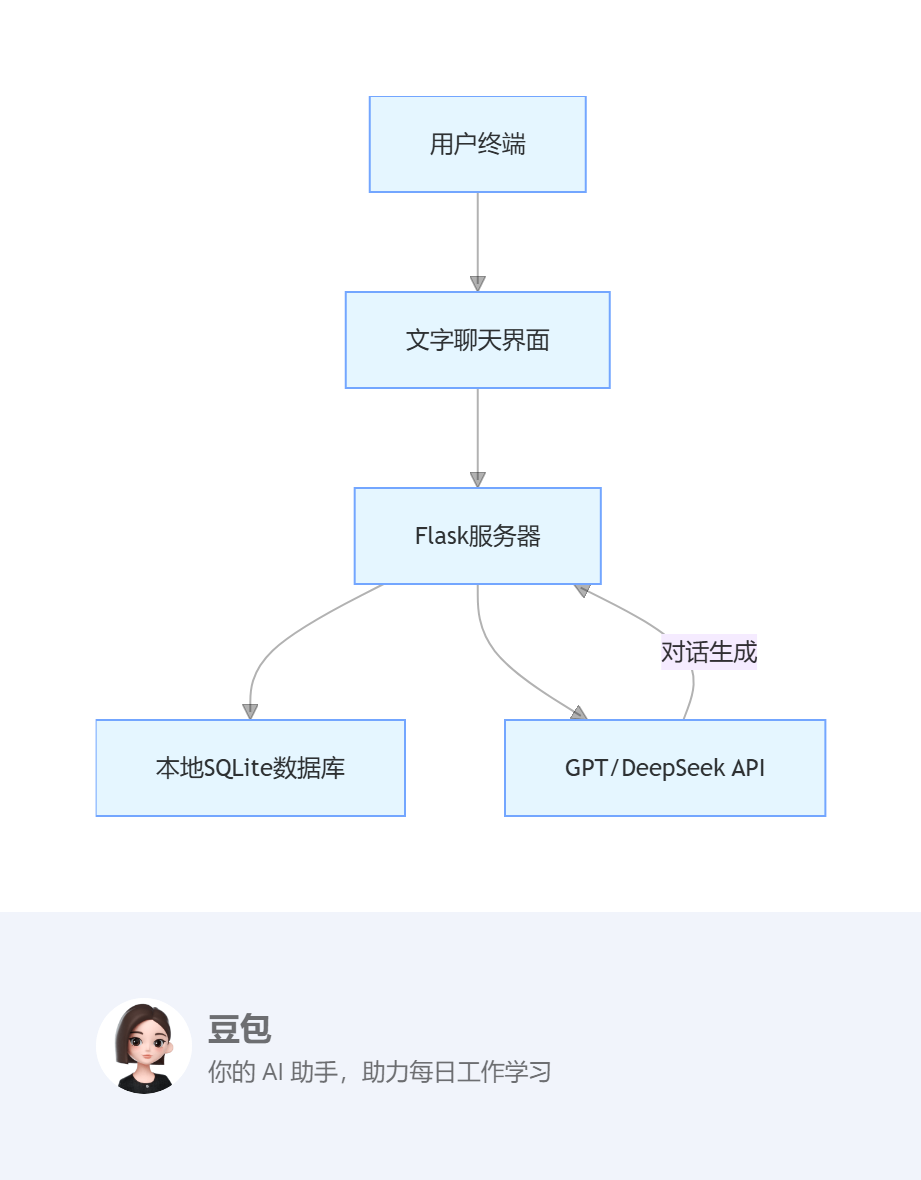 用户终端
文字聊天界面
Flask服务器
对话生成
本地SQLite数据库
GPT/DeepSeek API
豆包
你的 AI 助手，助力每日工作学习